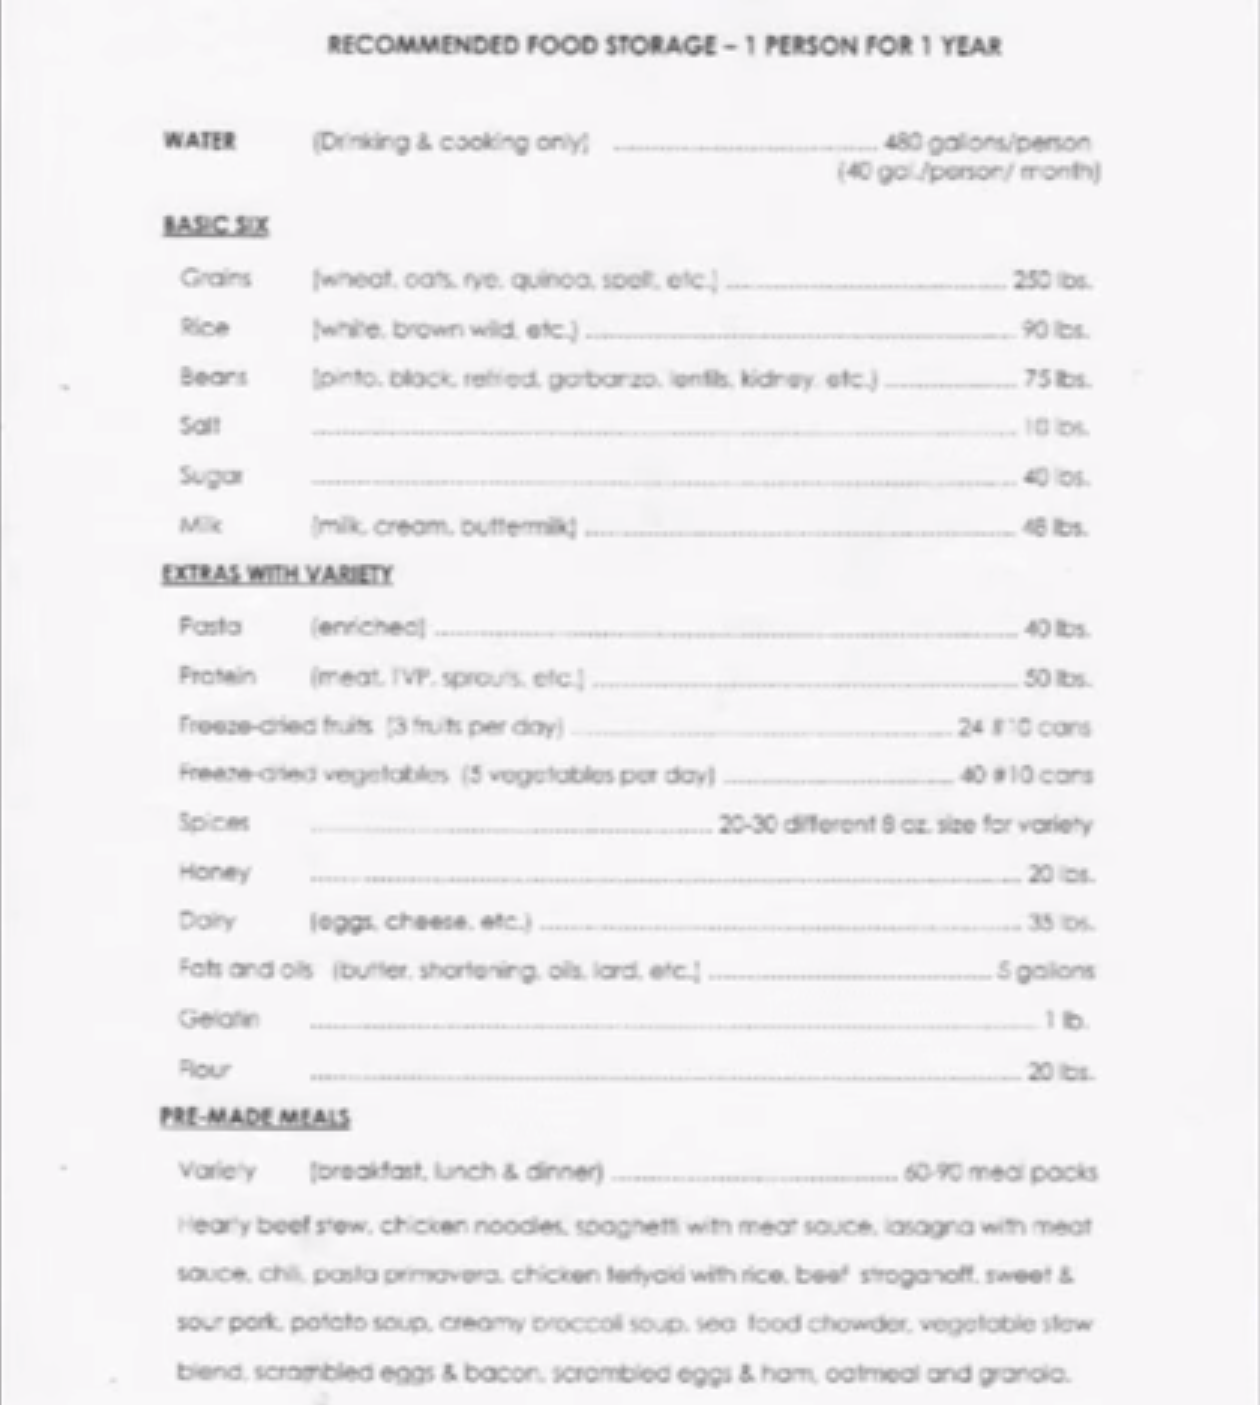 RECOMMENDED FOOD STORAGE – 1 PERSON FOR 1 YEAR
WATER (Drinking & cooking only) ........ 480 gallons/person
(40 gal./person/ month)
BASIC SIX
Grains (wheat, oats, rye, quinoa, spelt, etc.) ........ 250 lbs.
Rice (white, brown wild, etc.) ........ 90 lbs.
Beans (pinto, black, refried, garbanzo, lentils, kidney, etc.) ........ 75 lbs.
Salt ........ 10 lbs.
Sugar ........ 40 lbs.
Milk (milk, cream, buttermilk) ........ 48 lbs.
EXTRAS WITH VARIETY
Pasta (enriched) ........ 40 lbs.
Protein (meat, TVP, sprouts, etc.) ........ 50 lbs.
Freeze-dried fruits (3 fruits per day) ........ 24 #10 cans
Freeze-dried vegetables (5 vegetables per day) ........ 40 #10 cans
Spices ........ 20-30 different 8 oz. size for variety
Honey ........ 20 lbs.
Dairy (eggs, cheese, etc.) ........ 35 lbs.
Fats and oils (butter, shortening, oils, lard, etc.) ........ 5 gallons
Gelatin ........ 1 lb.
Flour ........ 20 lbs.
PRE-MADE MEALS
Variety (breakfast, lunch & dinner) ........ 60-90 meal packs
Hearty beef stew, chicken noodles, spaghetti with meat sauce, lasagna with meat
sauce, chili, pasta primavera, chicken teriyaki with rice, beef stroganoff, sweet &
sour pork, potato soup, creamy broccoli soup, sea food chowder, vegetable stew
blend, scrambled eggs & bacon, scrambled eggs & ham, oatmeal and granola.